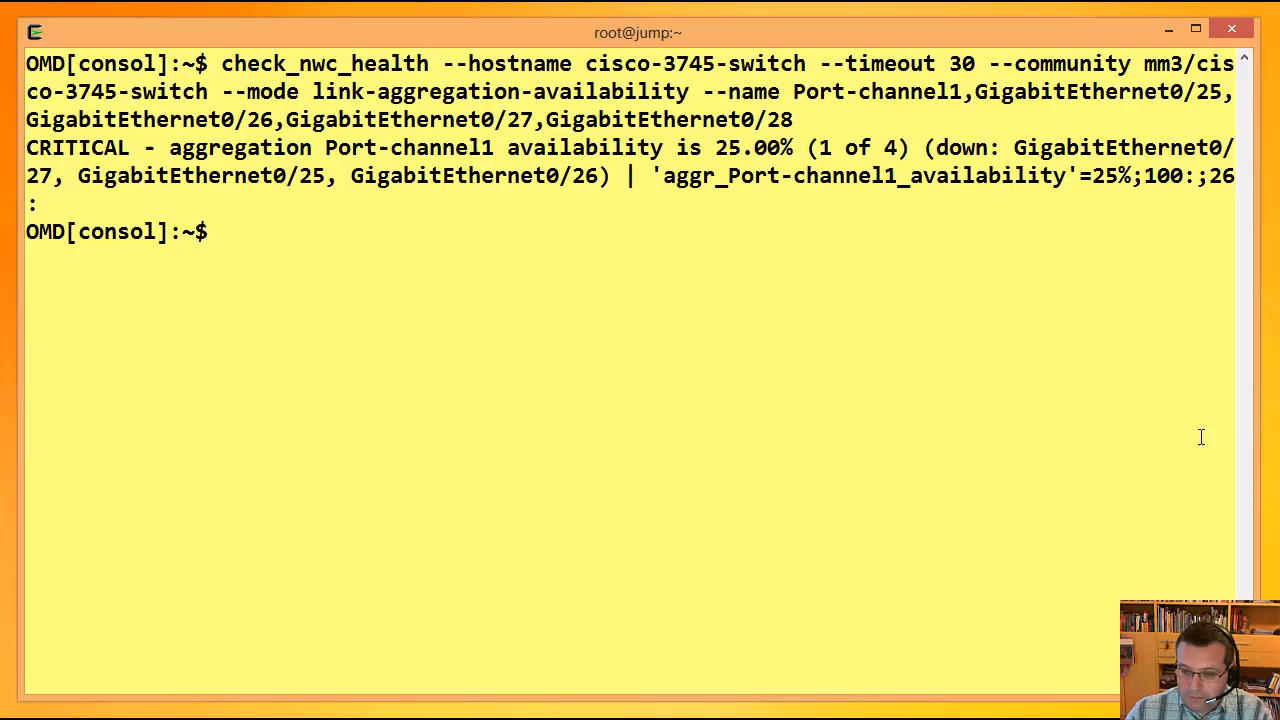 root@jump:~
OMD[consol]:~$ check_nwc_health --hostname cisco-3745-switch --timeout 30 --community mm3/cis
co-3745-switch --mode link-aggregation-availability --name Port-channel1,GigabitEthernet0/25,
GigabitEthernet0/26,GigabitEthernet0/27,GigabitEthernet0/28
CRITICAL - aggregation Port-channel1 availability is 25.00% (1 of 4) (down: GigabitEthernet0/
27, GigabitEthernet0/25, GigabitEthernet0/26) | 'aggr_Port-channel1_availability'=25%;100:;26
:
OMD[consol]:~$